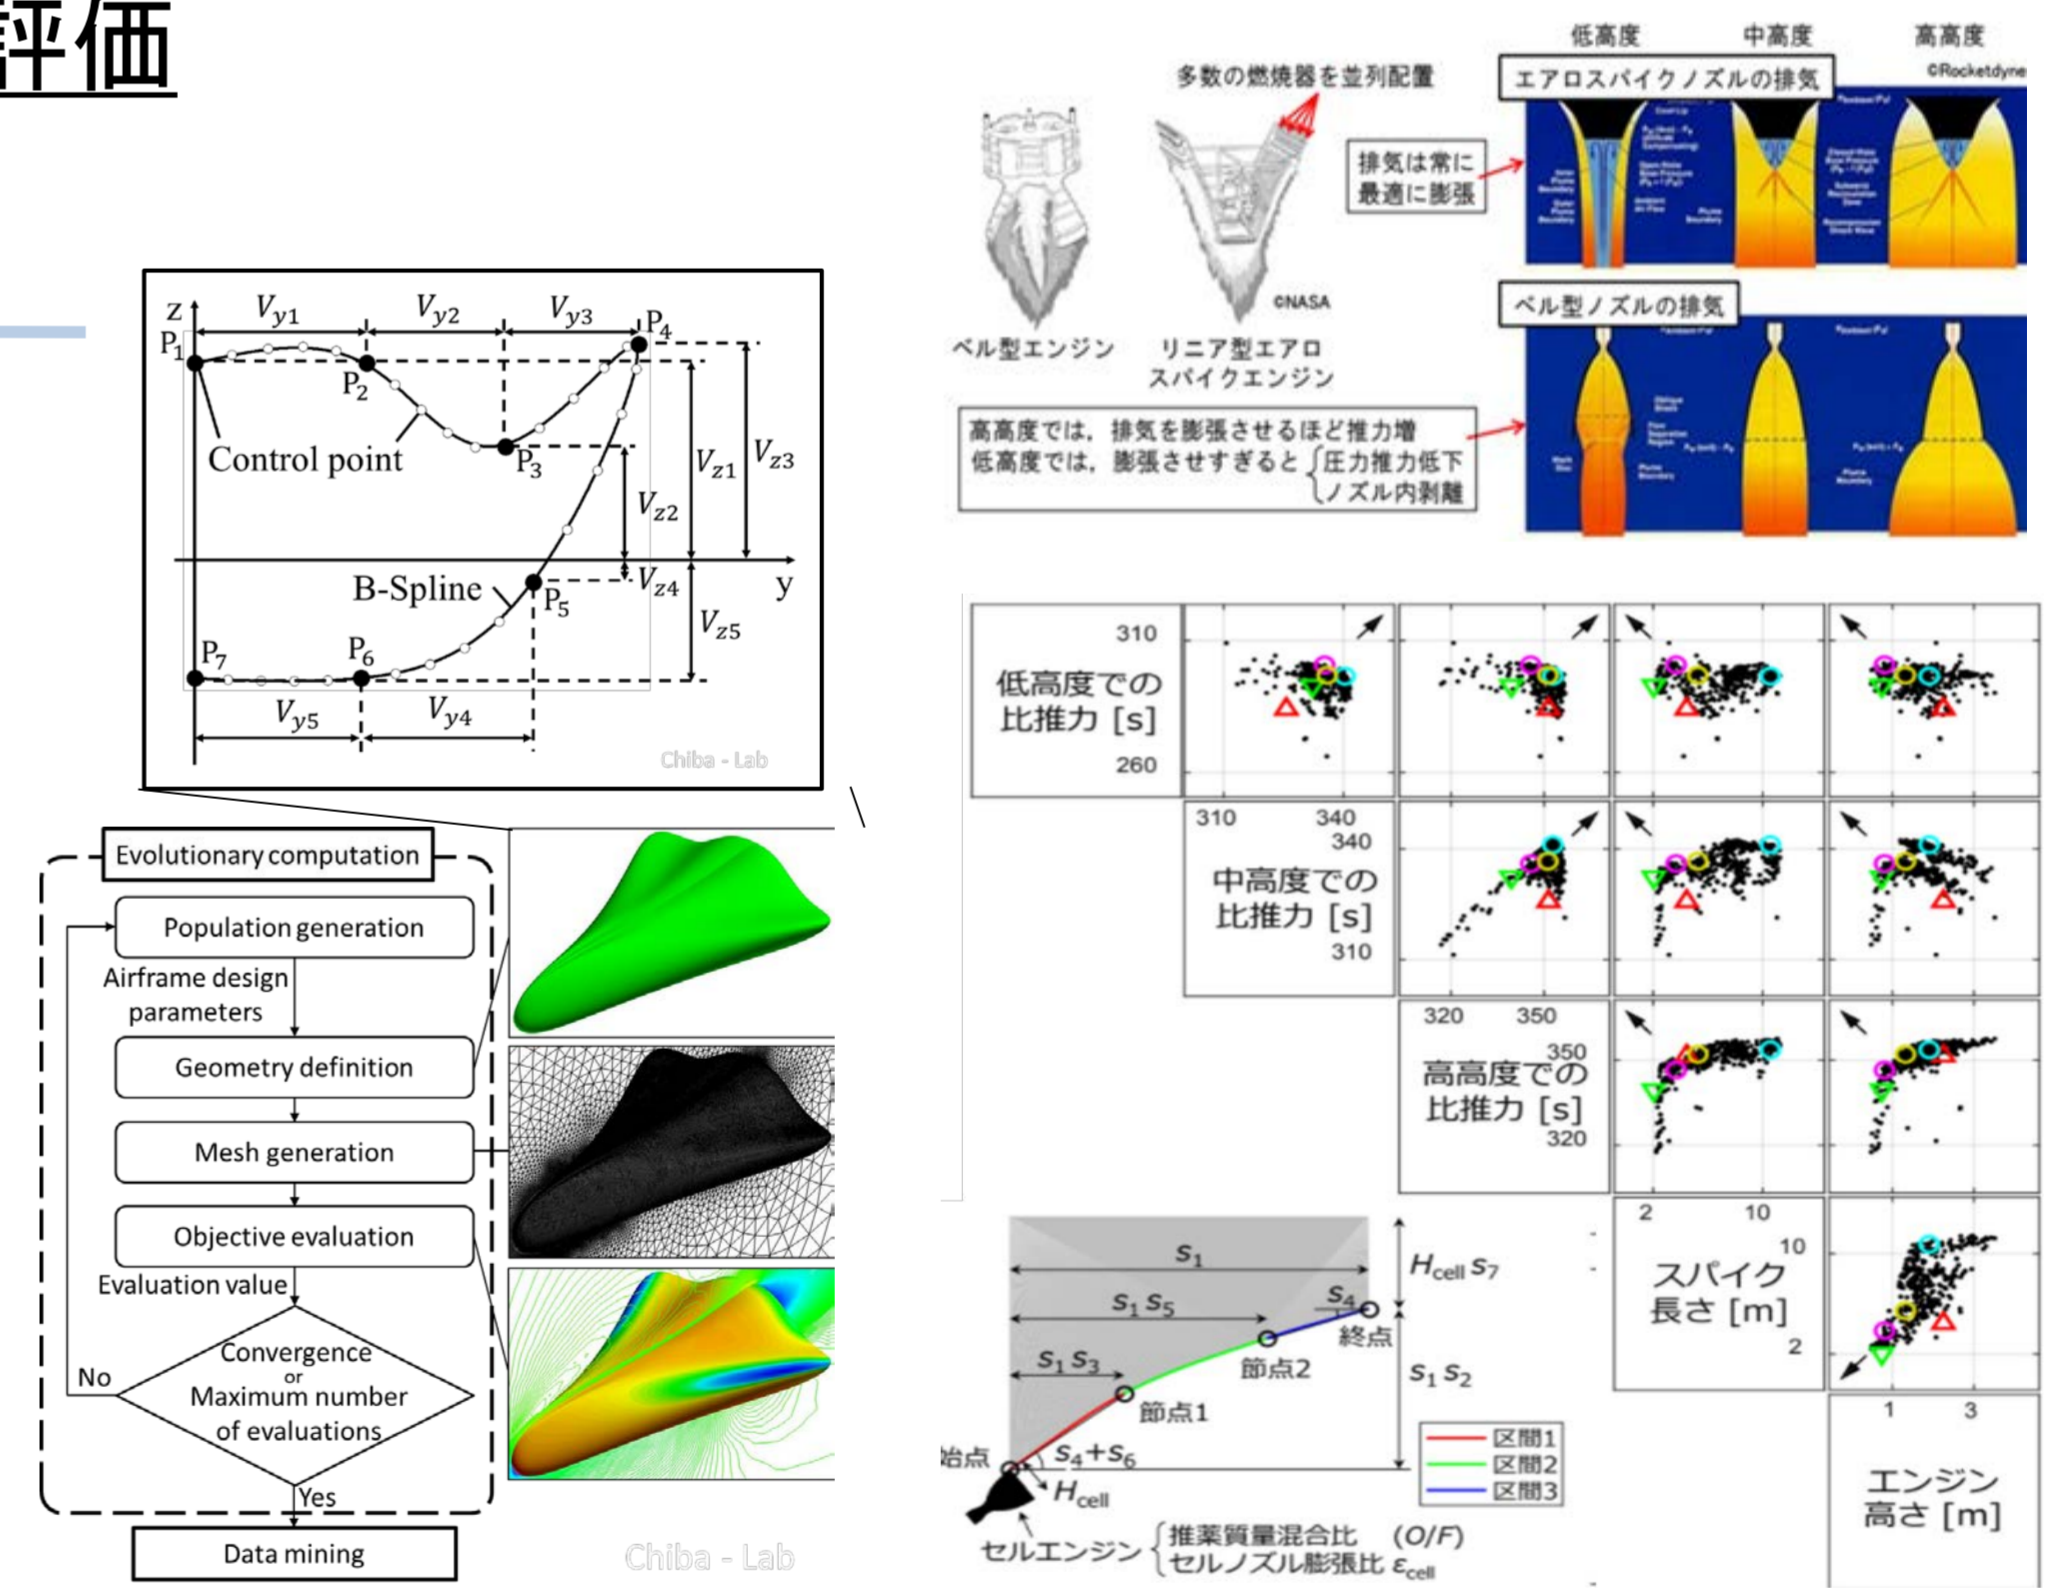 評価
z
V_y1
V_y2
V_y3
P1
P2
P3
P4
Control point
V_z1
V_z3
V_z2
B-Spline
V_z4
y
P5
V_z5
P7
P6
V_y5
V_y4
Chiba - Lab
Evolutionary computation
Population generation
Airframe design
parameters
Geometry definition
Mesh generation
Objective evaluation
Evaluation value
Convergence
or
Maximum number
of evaluations
No
Yes
Data mining
Chiba - Lab
多数の燃焼器を並列配置
©NASA
ベル型エンジン
リニア型エアロ
スパイクエンジン
低高度 中高度 高高度
©Rocketdyne
エアロスパイクノズルの排気
排気は常に
最適に膨張
ベル型ノズルの排気
高高度では，排気を膨張させるほど推力増
低高度では，膨張させすぎると
圧力推力低下
ノズル内剥離
310
低高度での
比推力 [s]
260
310 340
340
中高度での
比推力 [s]
310
320 350
350
高高度での
比推力 [s]
320
2 10
10
スパイク
長さ [m]
2
1 3
エンジン
高さ [m]
s1
H_cell s7
s1 s5
s4
終点
節点2
s1 s3
s1 s2
節点1
始点
s4+s6
H_cell
区間1
区間2
区間3
セルエンジン
推薬質量混合比 (O/F)
セルノズル膨張比 ε_cell